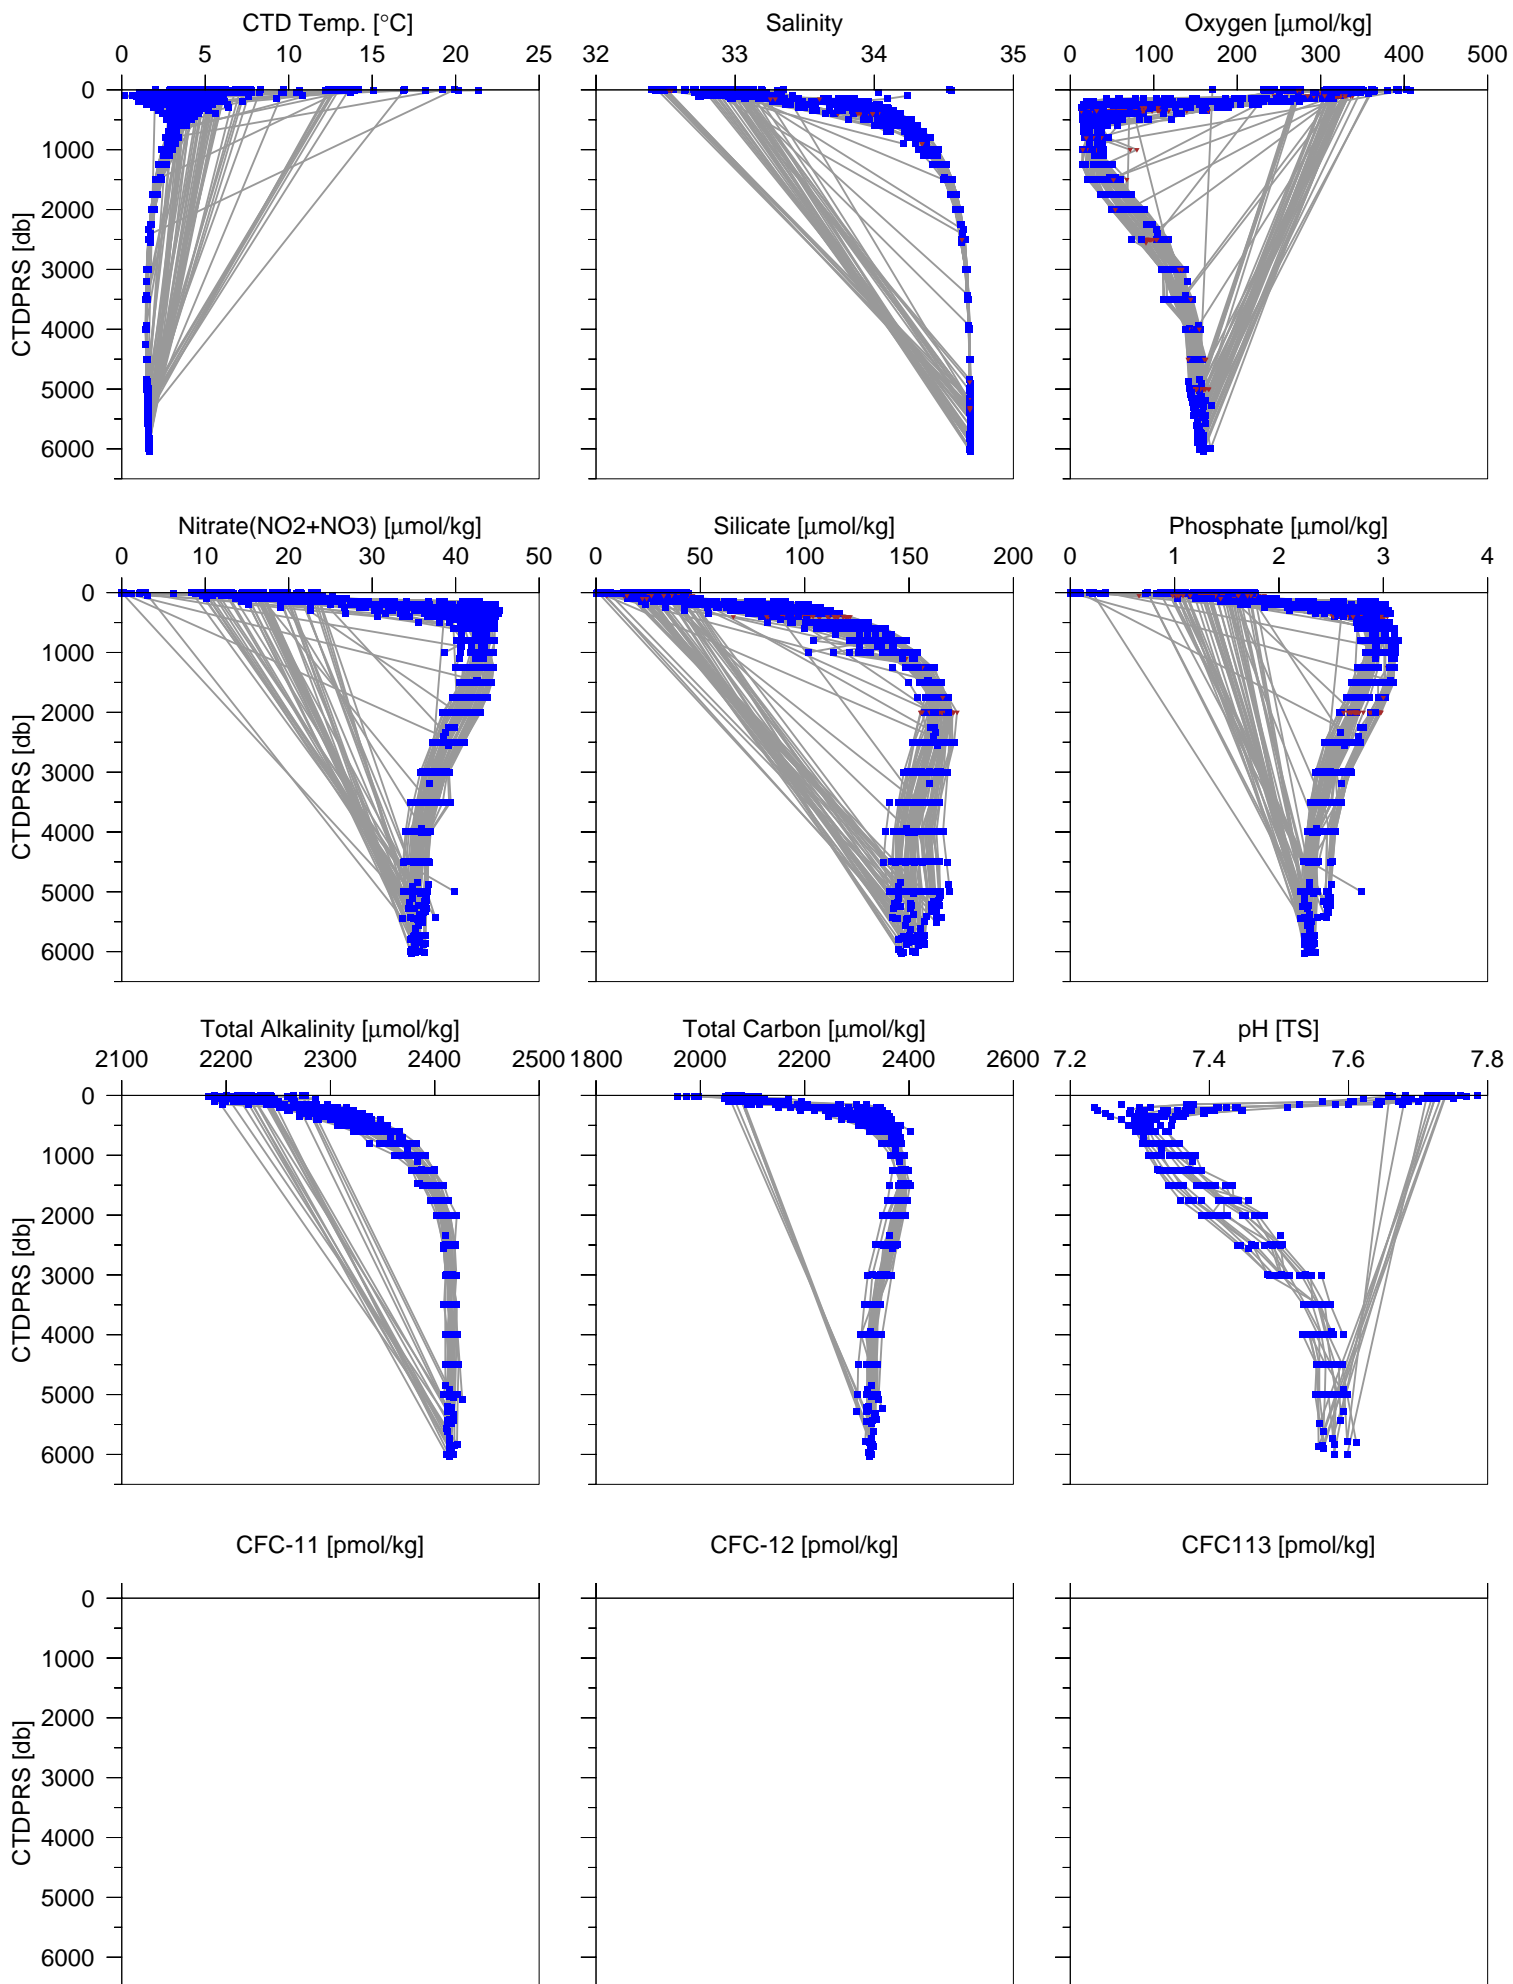 CTD Temp. [°C] Salinity Oxygen [µmol/kg]
0 5 10 15 20 25 32 33 34 35 0 100 200 300 400 500
0
1000
2000
3000
4000
5000
6000
CTDPRS [db]
Nitrate(NO2+NO3) [µmol/kg] Silicate [µmol/kg] Phosphate [µmol/kg]
0 10 20 30 40 50 0 50 100 150 200 0 1 2 3 4
0
1000
2000
3000
4000
5000
6000
CTDPRS [db]
Total Alkalinity [µmol/kg] Total Carbon [µmol/kg] pH [TS]
2100 2200 2300 2400 2500 1800 2000 2200 2400 2600 7.2 7.4 7.6 7.8
0
1000
2000
3000
4000
5000
6000
CTDPRS [db]
CFC-11 [pmol/kg] CFC-12 [pmol/kg] CFC113 [pmol/kg]
0
1000
2000
3000
4000
5000
6000
CTDPRS [db]